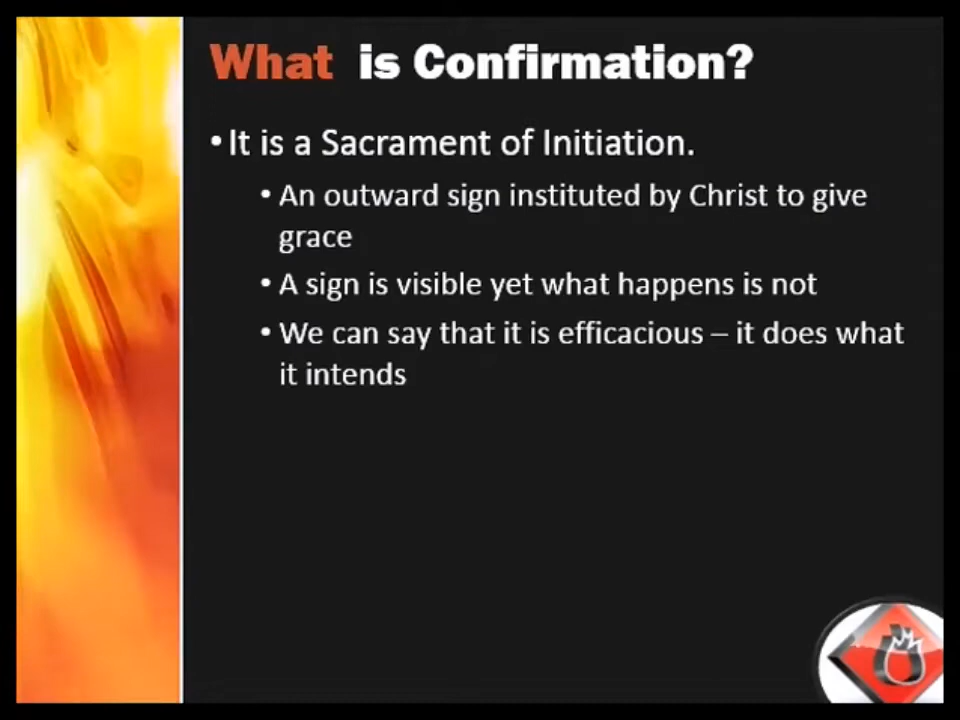 What is Confirmation?
• It is a Sacrament of Initiation.
• An outward sign instituted by Christ to give
grace
• A sign is visible yet what happens is not
• We can say that it is efficacious – it does what
it intends